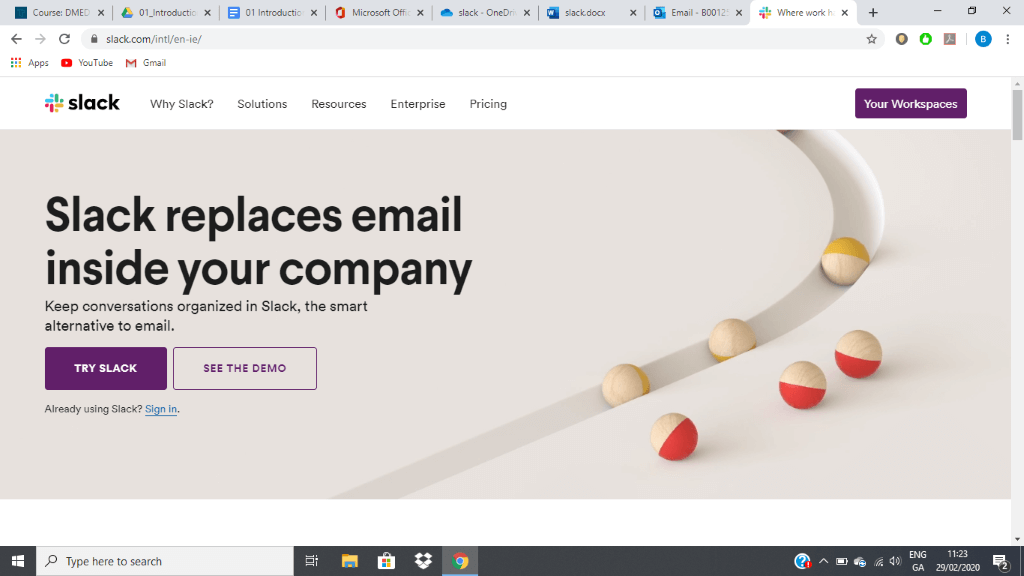 Course: DMED
01_Introductio
01 Introductio
Microsoft Offic
slack - OneDri
slack.docx
Email - B0012
Where work h
slack.com/intl/en-ie/
B
Apps
YouTube
Gmail
slack
Why Slack?
Solutions
Resources
Enterprise
Pricing
Your Workspaces
Slack replaces email
inside your company
Keep conversations organized in Slack, the smart
alternative to email.
TRY SLACK
SEE THE DEMO
Already using Slack? Sign in.
Type here to search
ENG
GA
11:23
29/02/2020
2